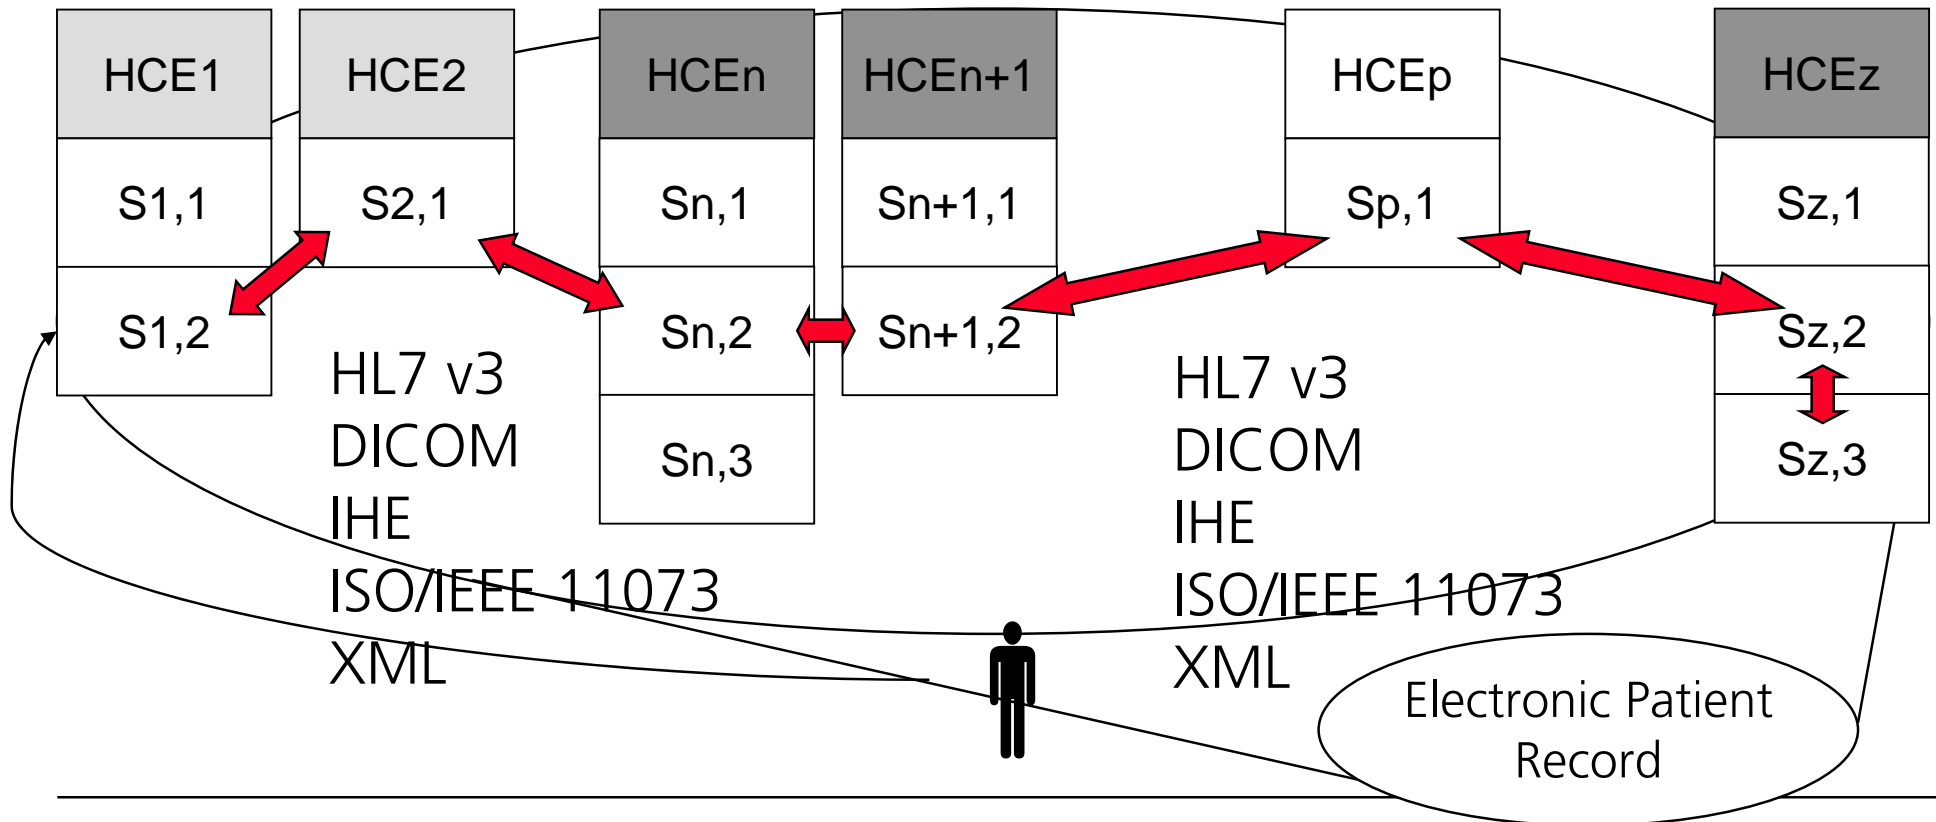 HCE1
HCE2
HCEn
HCEn+1
HCEp
HCEz
S1,1
S2,1
Sn,1
Sn+1,1
Sp,1
Sz,1
S1,2
Sn,2
Sn+1,2
Sz,2
Sn,3
Sz,3
HL7 v3
DICOM
IHE
ISO/IEEE 11073
XML
HL7 v3
DICOM
IHE
ISO/IEEE 11073
XML
Electronic Patient
Record